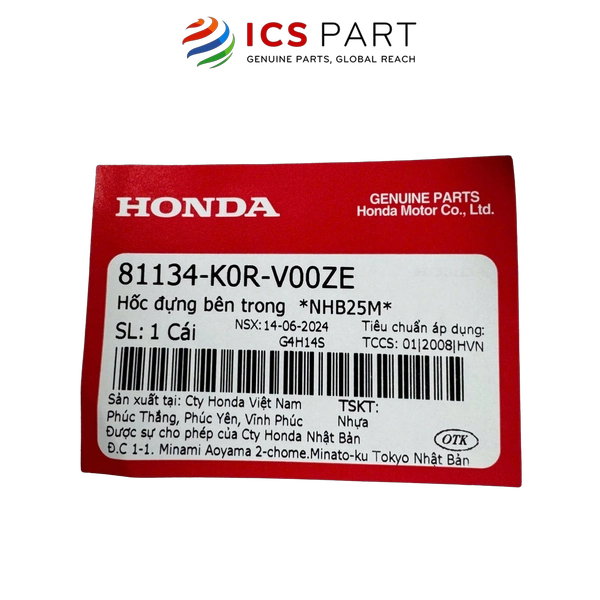 ICS PART
GENUINE PARTS, GLOBAL REACH
HONDA
GENUINE PARTS
Honda Motor Co., Ltd.
81134-K0R-V00ZE
Hốc đựng bên trong *NHB25M*
SL: 1 Cái NSX:14-06-2024 Tiêu chuẩn áp dụng:
G4H14S TCCS: 01|2008|HVN
Sản xuất tại: Cty Honda Việt Nam TSKT:
Phúc Thắng, Phúc Yên, Vĩnh Phúc Nhựa
Được sự cho phép của Cty Honda Nhật Bản OTK
Đ.C 1-1. Minami Aoyama 2-chome.Minato-ku Tokyo Nhật Bản